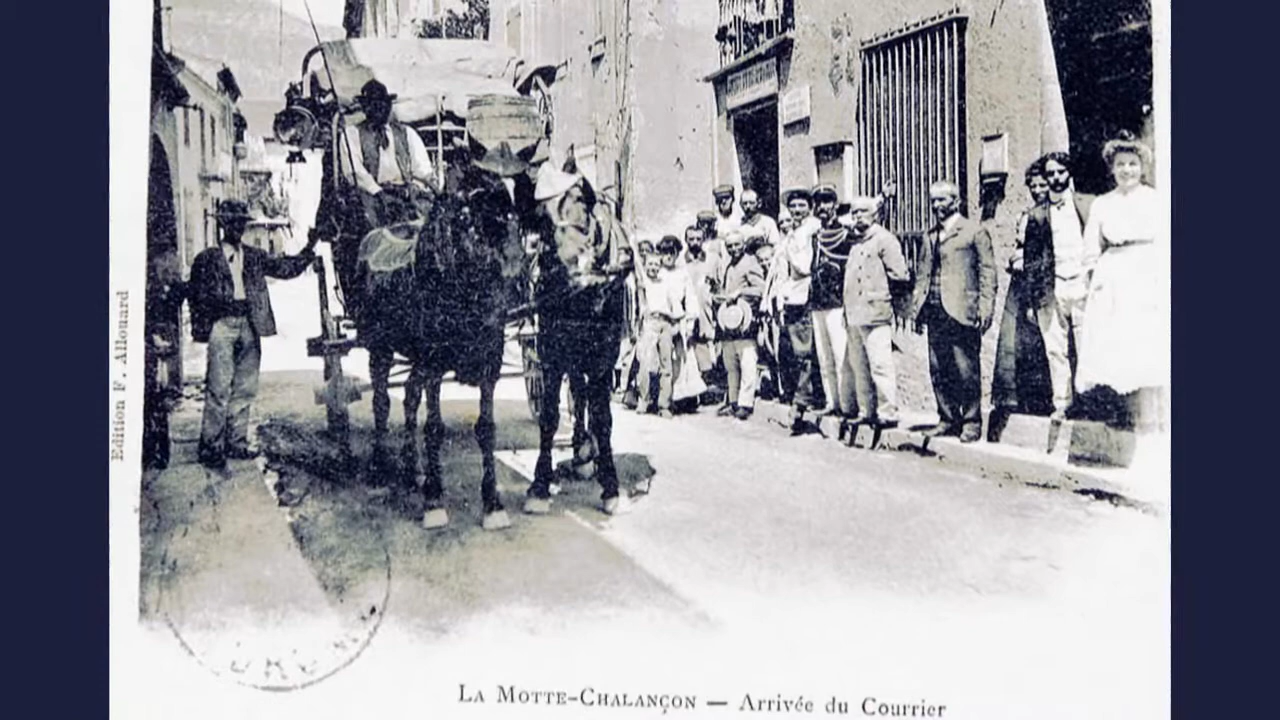 Edition F. Allouard
LA MOTTE-CHALANÇON — Arrivée du Courrier